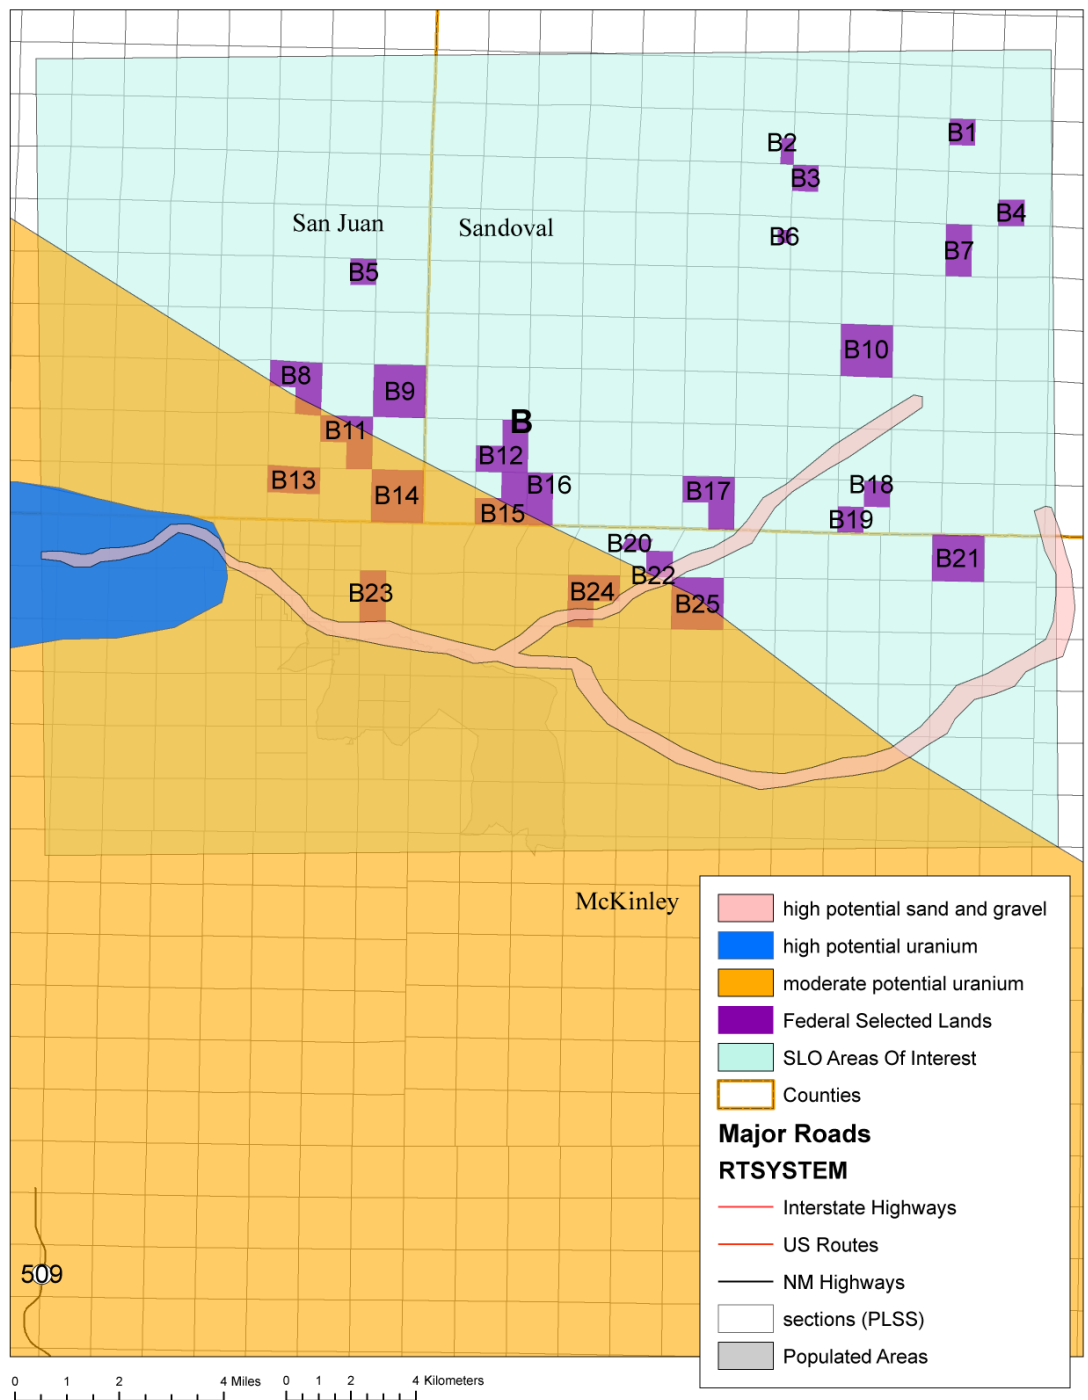 B1
B2
B3
B4
San Juan
Sandoval
B6
B7
B5
B10
B8
B9
B
B11
B12
B13
B14
B16
B17
B18
B15
B19
B20
B21
B22
B23
B24
B25
McKinley
high potential sand and gravel
high potential uranium
moderate potential uranium
Federal Selected Lands
SLO Areas Of Interest
Counties
Major Roads
RTSYSTEM
Interstate Highways
US Routes
NM Highways
sections (PLSS)
Populated Areas
509
0 1 2 4 Miles
0 1 2 4 Kilometers